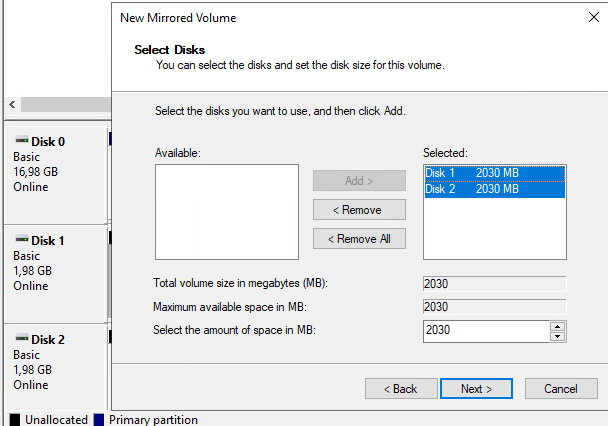 New Mirrored Volume
Select Disks
You can select the disks and set the disk size for this volume.
Select the disks you want to use, and then click Add.
Available:
Selected:
Add >
< Remove
< Remove All
Disk 1 2030 MB
Disk 2 2030 MB
Total volume size in megabytes (MB): 2030
Maximum available space in MB: 2030
Select the amount of space in MB: 2030
< Back Next > Cancel
Disk 0
Basic
16,98 GB
Online
Disk 1
Basic
1,98 GB
Online
Disk 2
Basic
1,98 GB
Online
Unallocated Primary partition